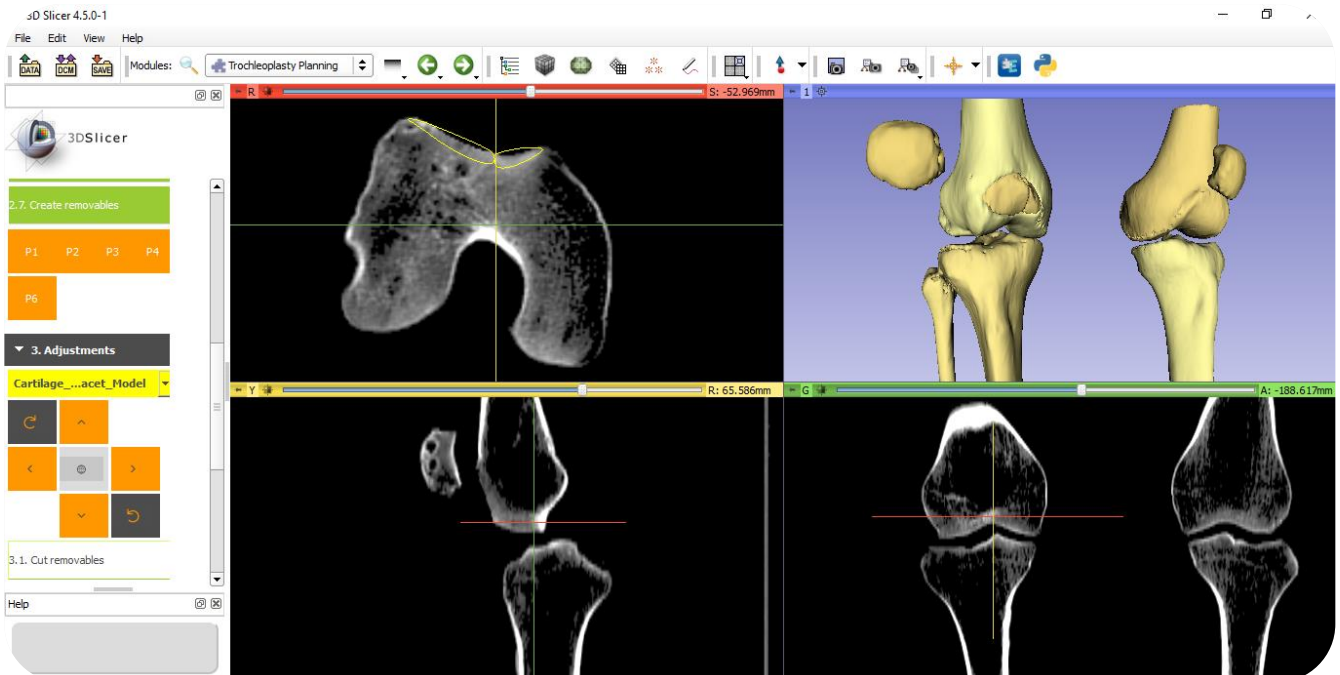 3D Slicer 4.5.0-1
File Edit View Help
DATA DCM SAVE Modules: Trochleoplasty Planning
R S: -52.969mm 1
3DSlicer
2.7. Create removables
P1 P2 P3 P4
P6
3. Adjustments
Cartilage_...acet_Model
Y R: 65.586mm G A: -188.617mm
3.1. Cut removables
Help